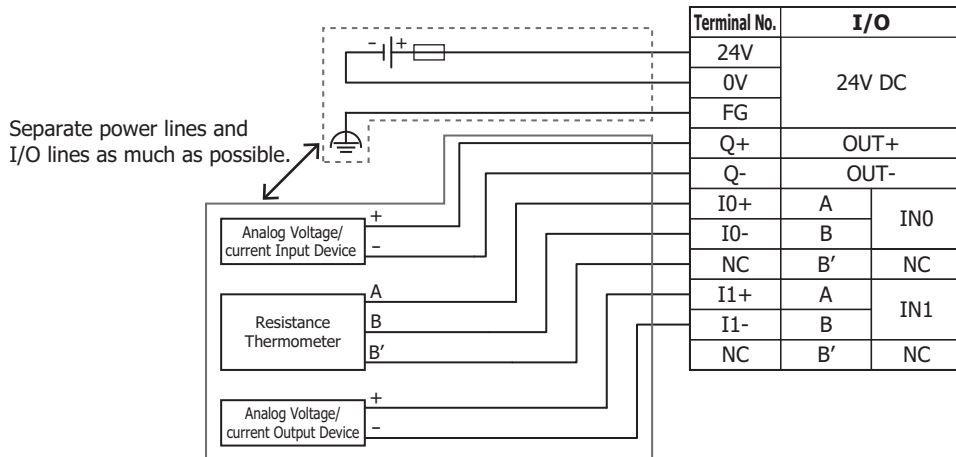 Terminal No. I/O
24V
0V 24V DC
FG
Q+ OUT+
Q- OUT-
I0+ A IN0
I0- B
NC B′ NC
I1+ A IN1
I1- B
NC B′ NC
– +
Separate power lines and
I/O lines as much as possible.
Analog Voltage/
current Input Device
+
–
Resistance
Thermometer
A
B
B′
Analog Voltage/
current Output Device
+
–